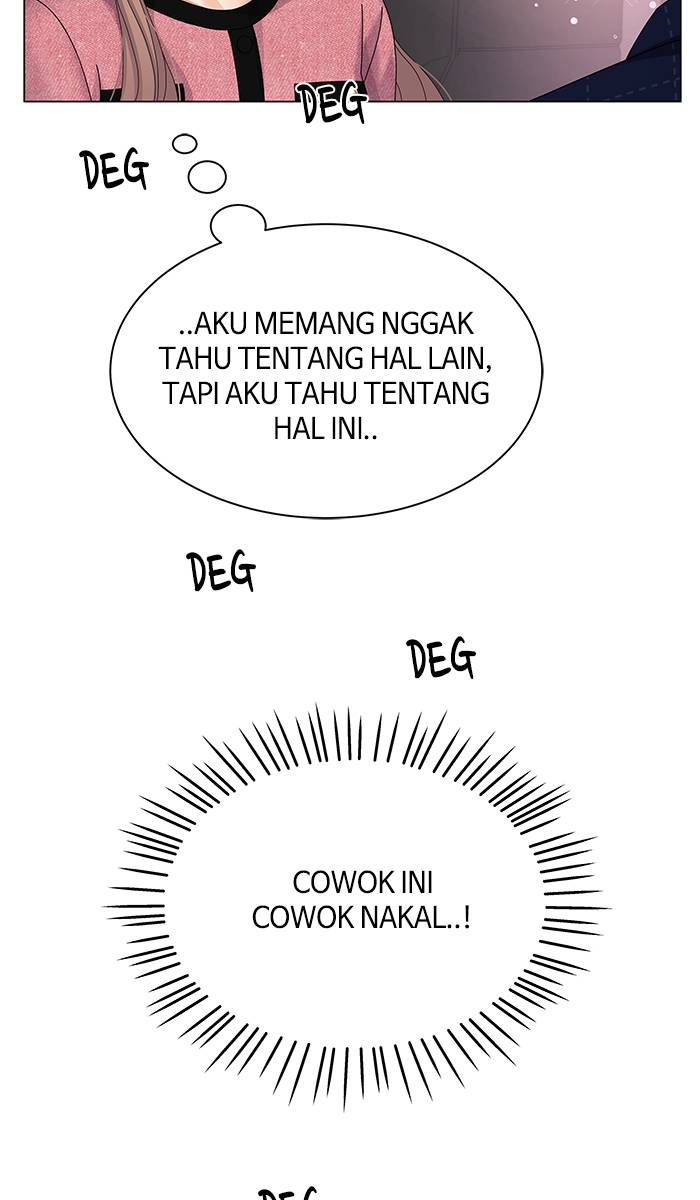 DEG
DEG
..AKU MEMANG NGGAK
TAHU TENTANG HAL LAIN,
TAPI AKU TAHU TENTANG
HAL INI..
DEG
DEG
COWOK INI
COWOK NAKAL..!
DEG